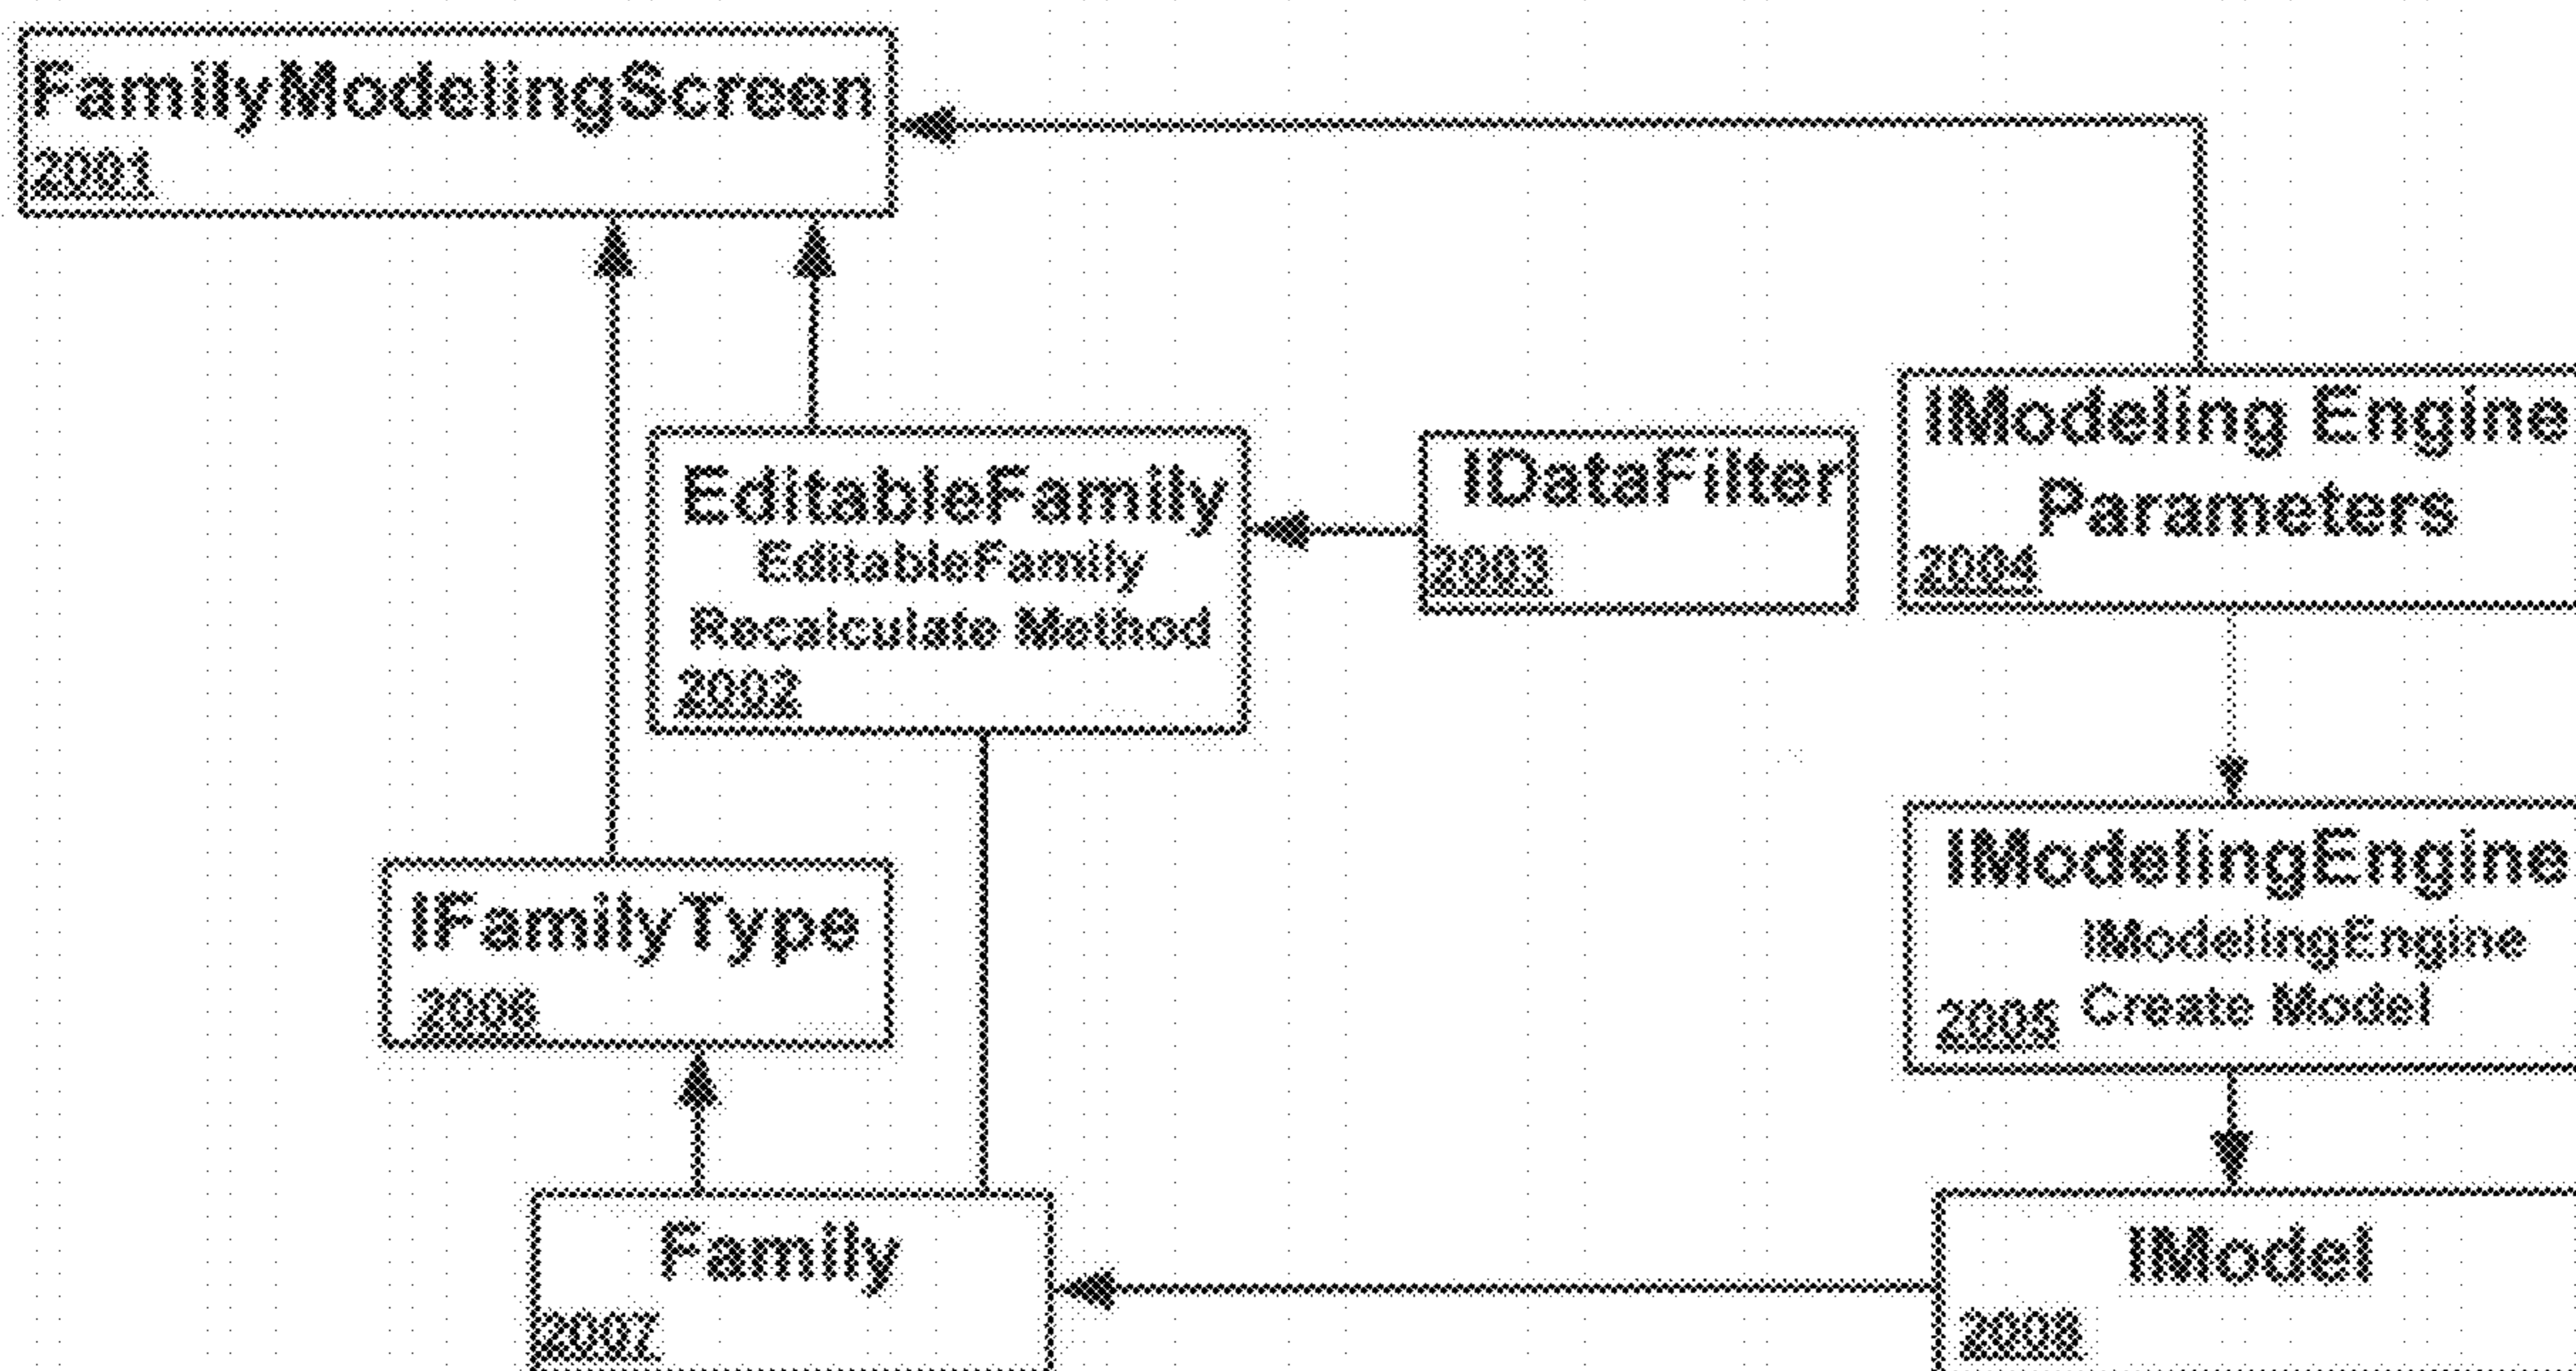 FamilyModelingScreen
2001
EditableFamily
EditableFamily
Recalculate Method
2002
IDataFilter
2003
IModeling Engine
Parameters
2004
IFamilyType
2006
IModelingEngine
IModelingEngine
Create Model
2005
Family
2007
IModel
2008